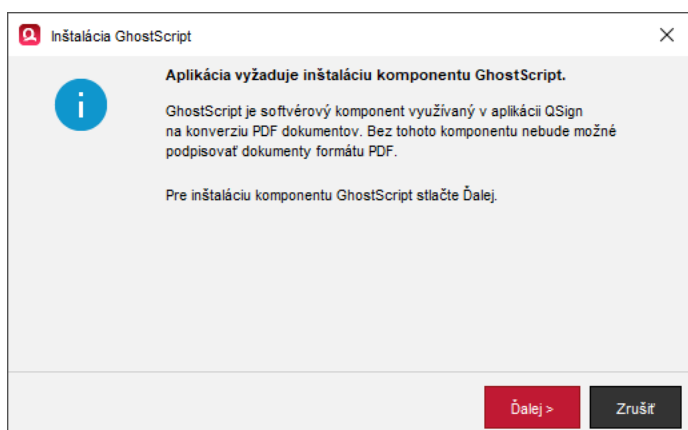 Inštalácia GhostScript
Aplikácia vyžaduje inštaláciu komponentu GhostScript.
GhostScript je softvérový komponent využívaný v aplikácii QSign
na konverziu PDF dokumentov. Bez tohoto komponentu nebude možné
podpisovať dokumenty formátu PDF.
Pre inštaláciu komponentu GhostScript stlačte Ďalej.
Ďalej >
Zrušiť